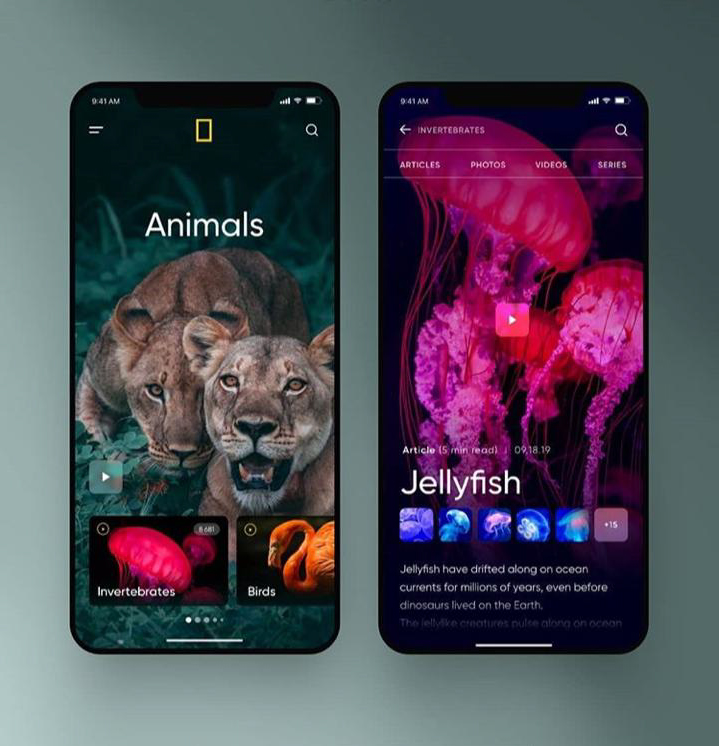 9:41 AM
Animals
8 681
Invertebrates
Birds
9:41 AM
INVERTEBRATES
ARTICLES PHOTOS VIDEOS SERIES
Article (5 min read) | 09.18.19
Jellyfish
+15
Jellyfish have drifted along on ocean
currents for millions of years, even before
dinosaurs lived on the Earth.
The jellylike creatures pulse along on ocean